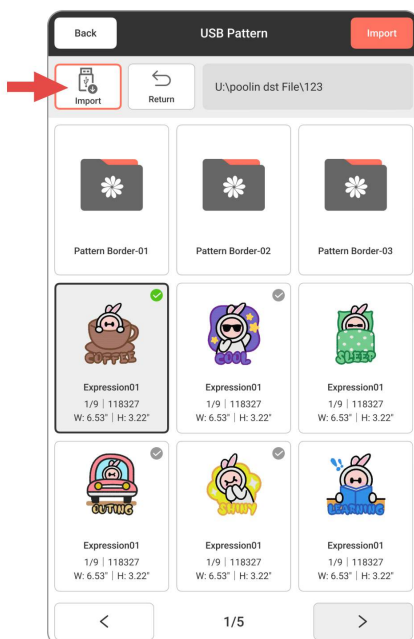 Back
USB Pattern
Import
Import
Return
U:\poolin dst File\123
Pattern Border-01
Pattern Border-02
Pattern Border-03
COFFEE
COOL
SLEEP
Expression01
Expression01
Expression01
1/9 | 118327
1/9 | 118327
1/9 | 118327
W: 6.53" | H: 3.22"
W: 6.53" | H: 3.22"
W: 6.53" | H: 3.22"
OUTING
SHINY
LEARNING
Expression01
Expression01
Expression01
1/9 | 118327
1/9 | 118327
1/9 | 118327
W: 6.53" | H: 3.22"
W: 6.53" | H: 3.22"
W: 6.53" | H: 3.22"
<
1/5
>